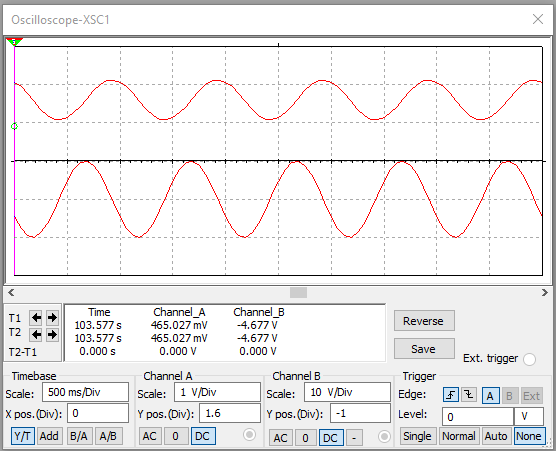 Oscilloscope-XSC1
T1
T2
T2-T1
Time Channel_A Channel_B
103.577 s 465.027 mV -4.677 V
103.577 s 465.027 mV -4.677 V
0.000 s 0.000 V 0.000 V
Reverse
Save
Ext. trigger
Timebase
Scale: 500 ms/Div
X pos.(Div): 0
Y/T Add B/A A/B
Channel A
Scale: 1 V/Div
Y pos.(Div): 1.6
AC 0 DC
Channel B
Scale: 10 V/Div
Y pos.(Div): -1
AC 0 DC -
Trigger
Edge: A B Ext
Level: 0 V
Single Normal Auto None